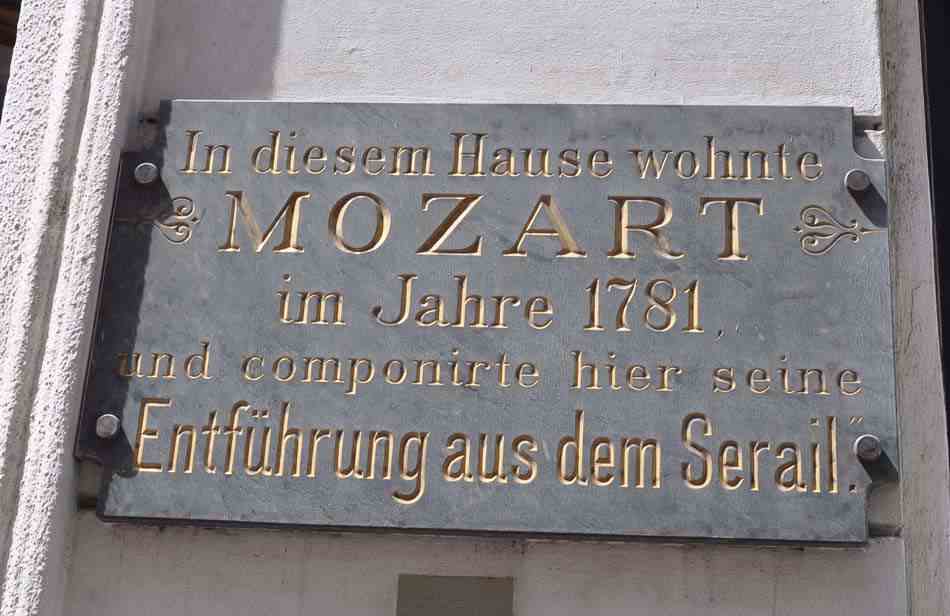 In diesem Hause wohnte
MOZART
im Jahre 1781
und componirte hier seine
Entführung aus dem Serail".